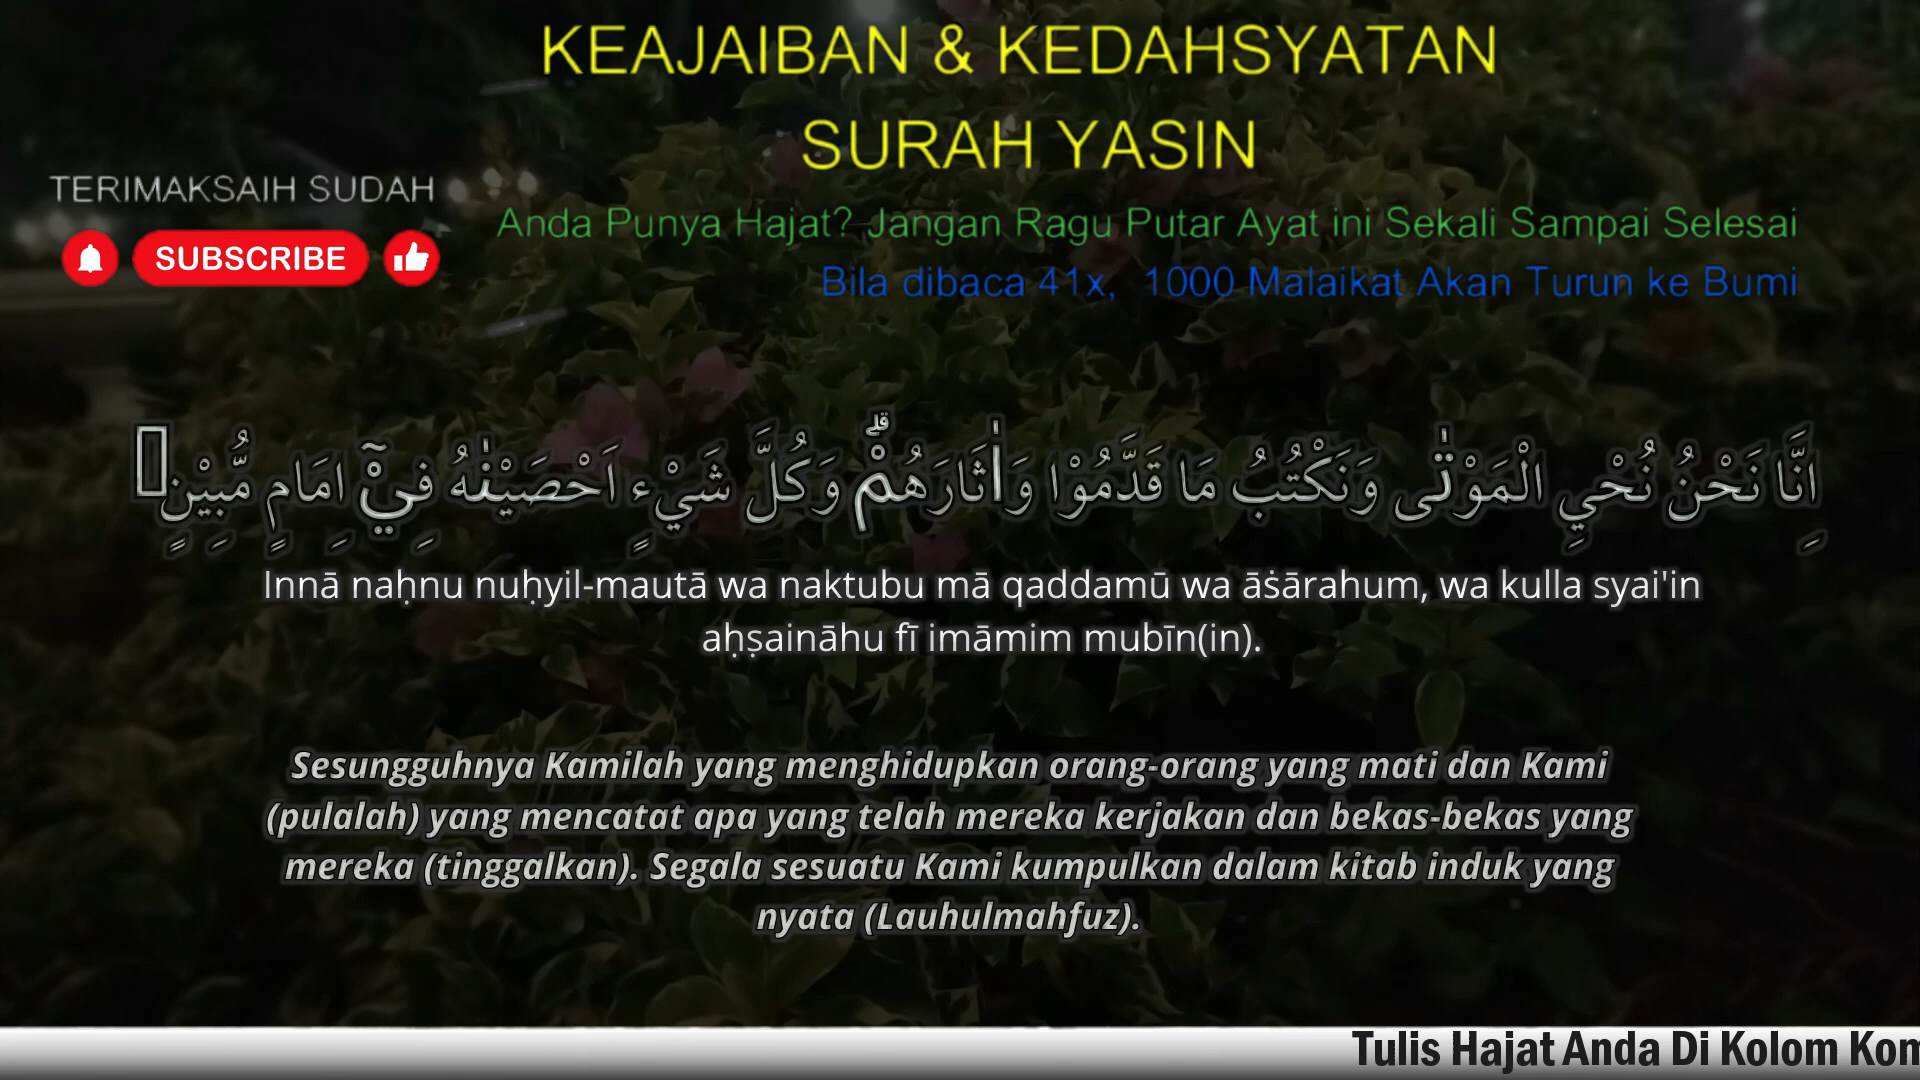 KEAJAIBAN & KEDAHSYATAN
SURAH YASIN
TERIMAKSAIH SUDAH
SUBSCRIBE
Anda Punya Hajat? Jangan Ragu Putar Ayat ini Sekali Sampai Selesai
Bila dibaca 41x, 1000 Malaikat Akan Turun ke Bumi
اِنَّا نَحْنُ نُحْيِ الْمَوْتٰى وَنَكْتُبُ مَا قَدَّمُوْا وَاٰثَارَهُمْۗ وَكُلَّ شَيْءٍ اَحْصَيْنٰهُ فِيْٓ اِمَامٍ مُّبِيْنٍ
Innā naḥnu nuḥyil-mautā wa naktubu mā qaddamū wa āṡārahum, wa kulla syai'in
aḥṣaināhu fī imāmim mubīn(in).
Sesungguhnya Kamilah yang menghidupkan orang-orang yang mati dan Kami
(pulalah) yang mencatat apa yang telah mereka kerjakan dan bekas-bekas yang
mereka (tinggalkan). Segala sesuatu Kami kumpulkan dalam kitab induk yang
nyata (Lauhulmahfuz).
Tulis Hajat Anda Di Kolom Kom